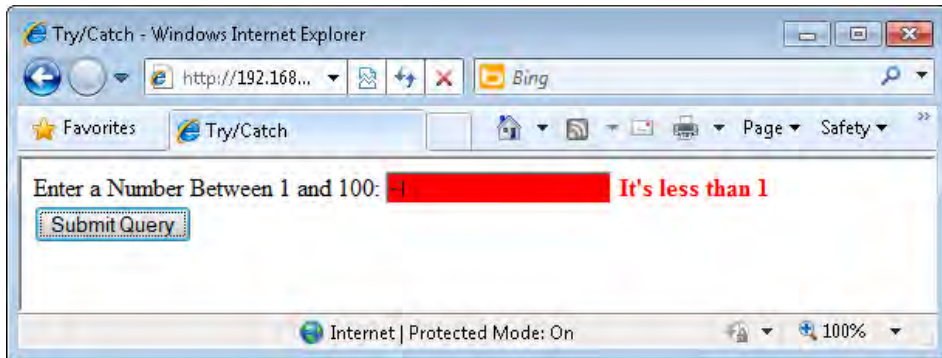 Try/Catch - Windows Internet Explorer
http://192.168... Bing
Favorites Try/Catch Page Safety »
Enter a Number Between 1 and 100: -1 It's less than 1
Submit Query
Internet | Protected Mode: On 100%